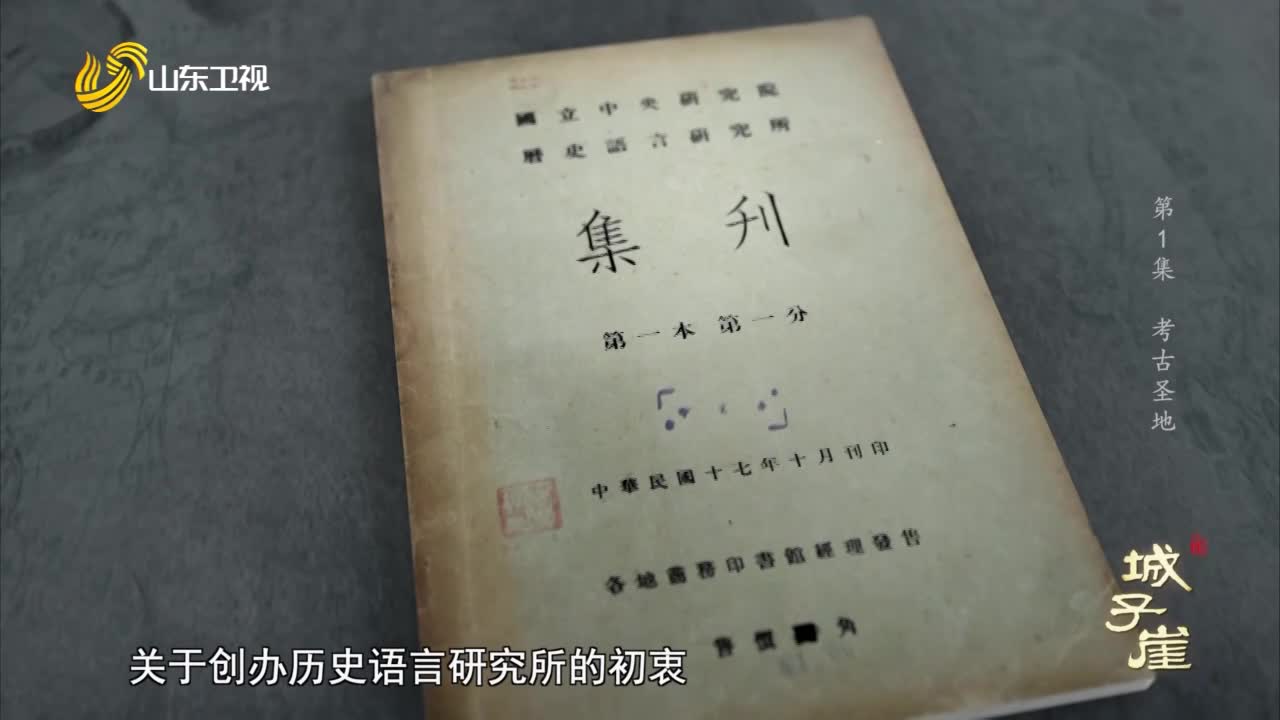 山东卫视
國立中央研究院
歷史語言研究所
集刋
第一本 第一分
中華民國十七年十月刊印
各地商務印書館經理發售
售價 角
第1集 考古圣地
城子崖
关于创办历史语言研究所的初衷